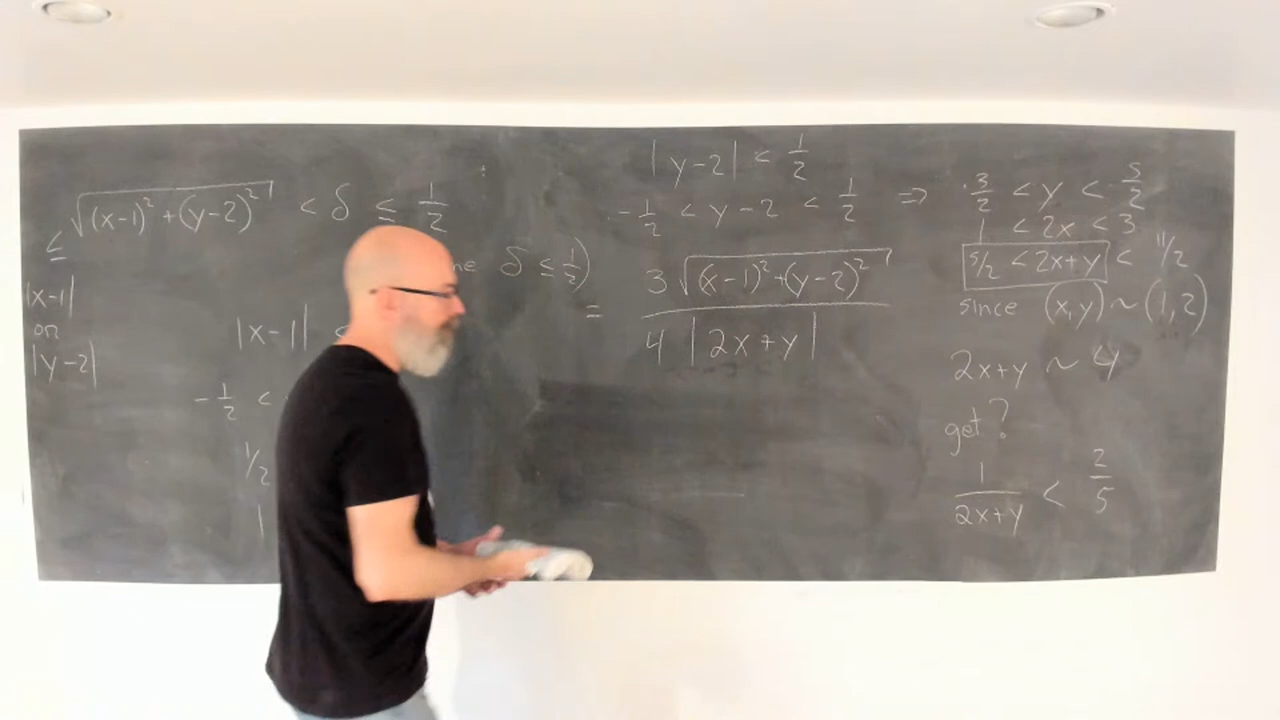 √((x-1)² + (y-2)²) < δ ≤ 1/2
≤
|x-1|
or
|y-2|
|x-1| <
-1/2 <
1/2
1
δ ≤ 1/2)
|y-2| < 1/2
-1/2 < y-2 < 1/2 ⇒ 3/2 < y < 5/2
1 < 2x < 3
5/2 < 2x+y < 11/2
= 3√((x-1)² + (y-2)²) / 4|2x+y|
since (x,y) ~ (1,2)
2x+y ~ 4
get?
1/(2x+y) < 2/5